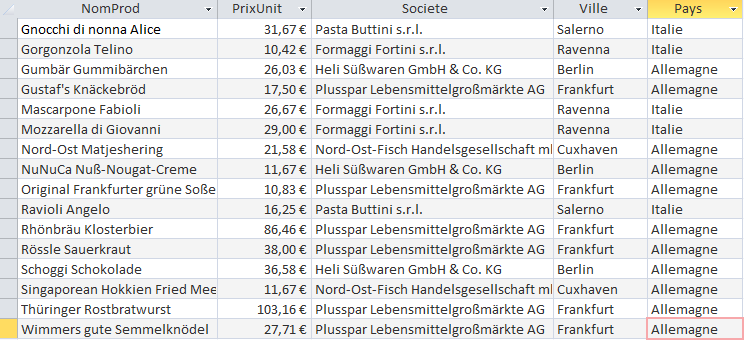 NomProd PrixUnit Societe Ville Pays
Gnocchi di nonna Alice 31,67 € Pasta Buttini s.r.l. Salerno Italie
Gorgonzola Telino 10,42 € Formaggi Fortini s.r.l. Ravenna Italie
Gumbär Gummibärchen 26,03 € Heli Süßwaren GmbH & Co. KG Berlin Allemagne
Gustaf's Knäckebröd 17,50 € Plusspar Lebensmittelgroßmärkte AG Frankfurt Allemagne
Mascarpone Fabioli 26,67 € Formaggi Fortini s.r.l. Ravenna Italie
Mozzarella di Giovanni 29,00 € Formaggi Fortini s.r.l. Ravenna Italie
Nord-Ost Matjeshering 21,58 € Nord-Ost-Fisch Handelsgesellschaft ml Cuxhaven Allemagne
NuNuCa Nuß-Nougat-Creme 11,67 € Heli Süßwaren GmbH & Co. KG Berlin Allemagne
Original Frankfurter grüne Soße 10,83 € Plusspar Lebensmittelgroßmärkte AG Frankfurt Allemagne
Ravioli Angelo 16,25 € Pasta Buttini s.r.l. Salerno Italie
Rhönbräu Klosterbier 86,46 € Plusspar Lebensmittelgroßmärkte AG Frankfurt Allemagne
Rössle Sauerkraut 38,00 € Plusspar Lebensmittelgroßmärkte AG Frankfurt Allemagne
Schoggi Schokolade 36,58 € Heli Süßwaren GmbH & Co. KG Berlin Allemagne
Singaporean Hokkien Fried Mee 11,67 € Nord-Ost-Fisch Handelsgesellschaft ml Cuxhaven Allemagne
Thüringer Rostbratwurst 103,16 € Plusspar Lebensmittelgroßmärkte AG Frankfurt Allemagne
Wimmers gute Semmelknödel 27,71 € Plusspar Lebensmittelgroßmärkte AG Frankfurt Allemagne